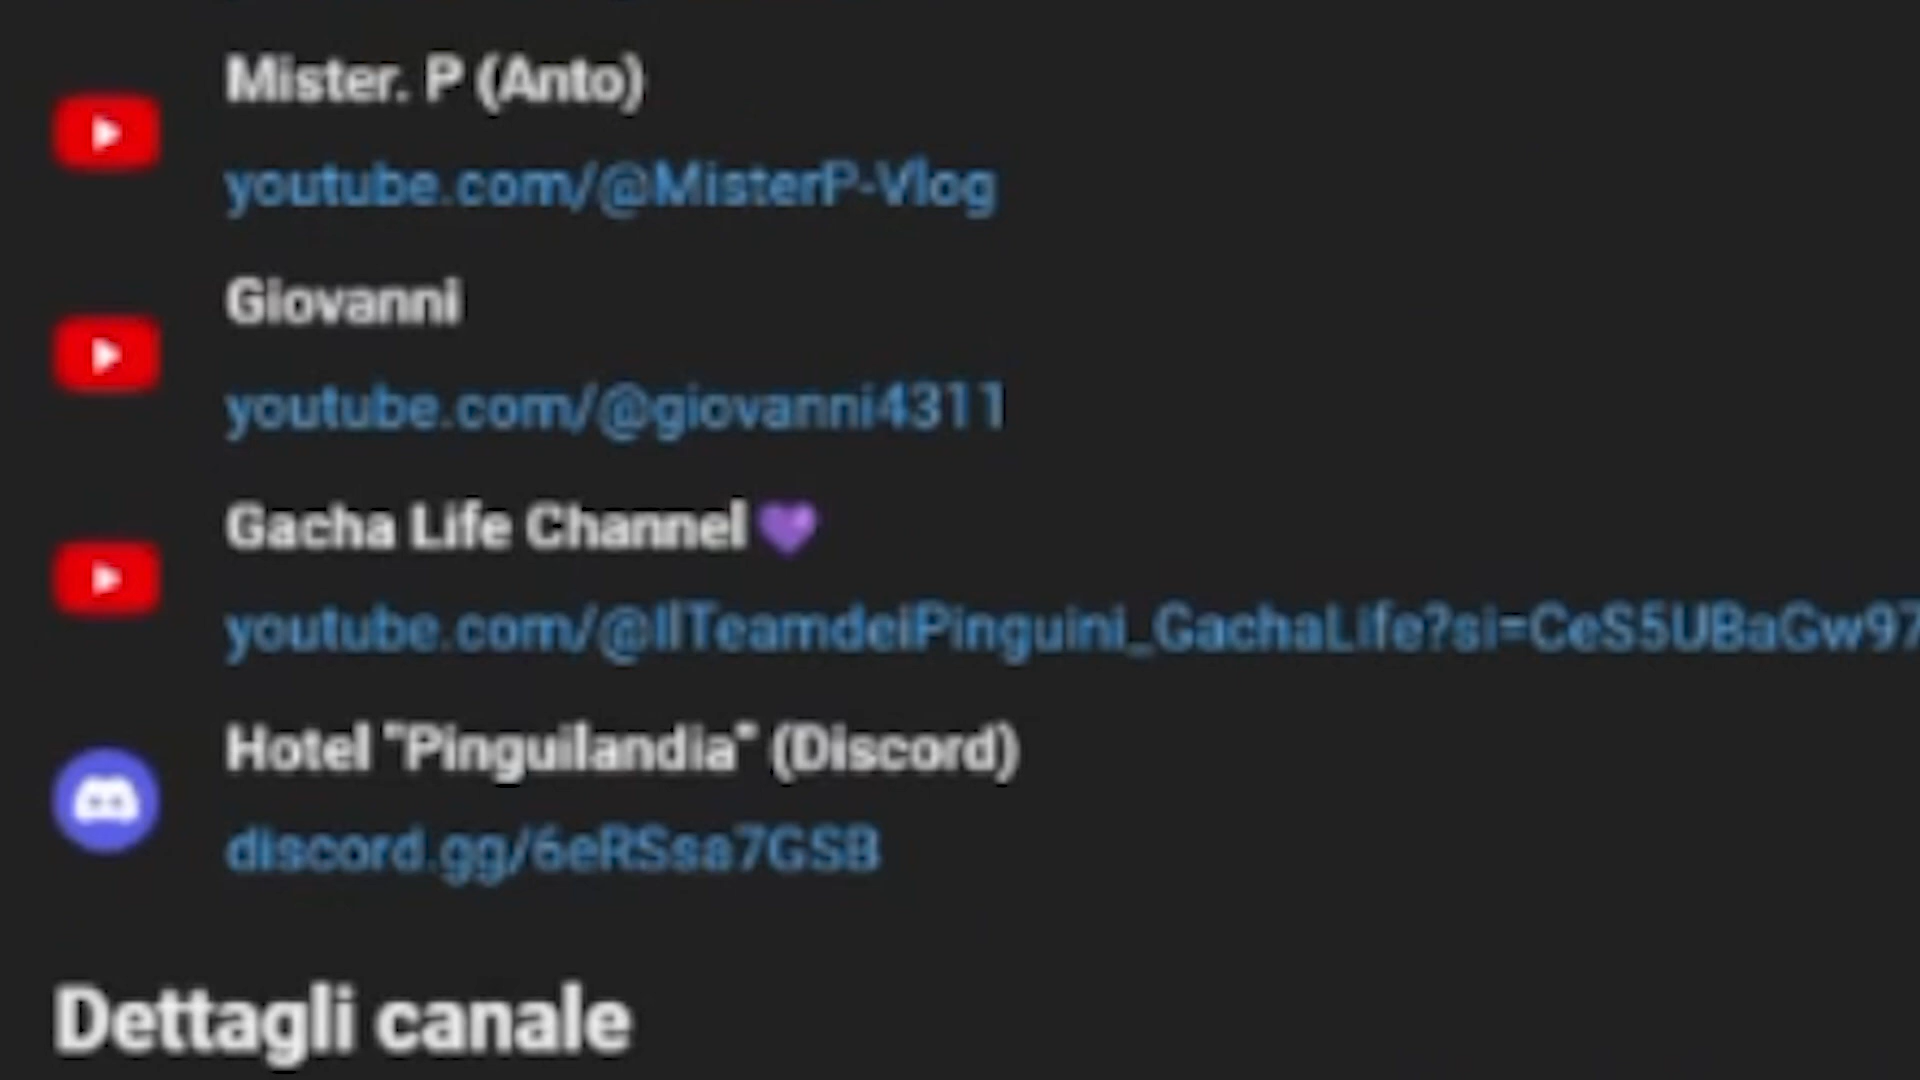 Mister. P (Anto)
youtube.com/@MisterP-Vlog
Giovanni
youtube.com/@giovanni4311
Gacha Life Channel💜
youtube.com/@IlTeamdeiPinguini_GachaLife?si=CeS5UBaGw97
Hotel "Pinguilandia" (Discord)
discord.gg/6eRSsa7GSB
Dettagli canale